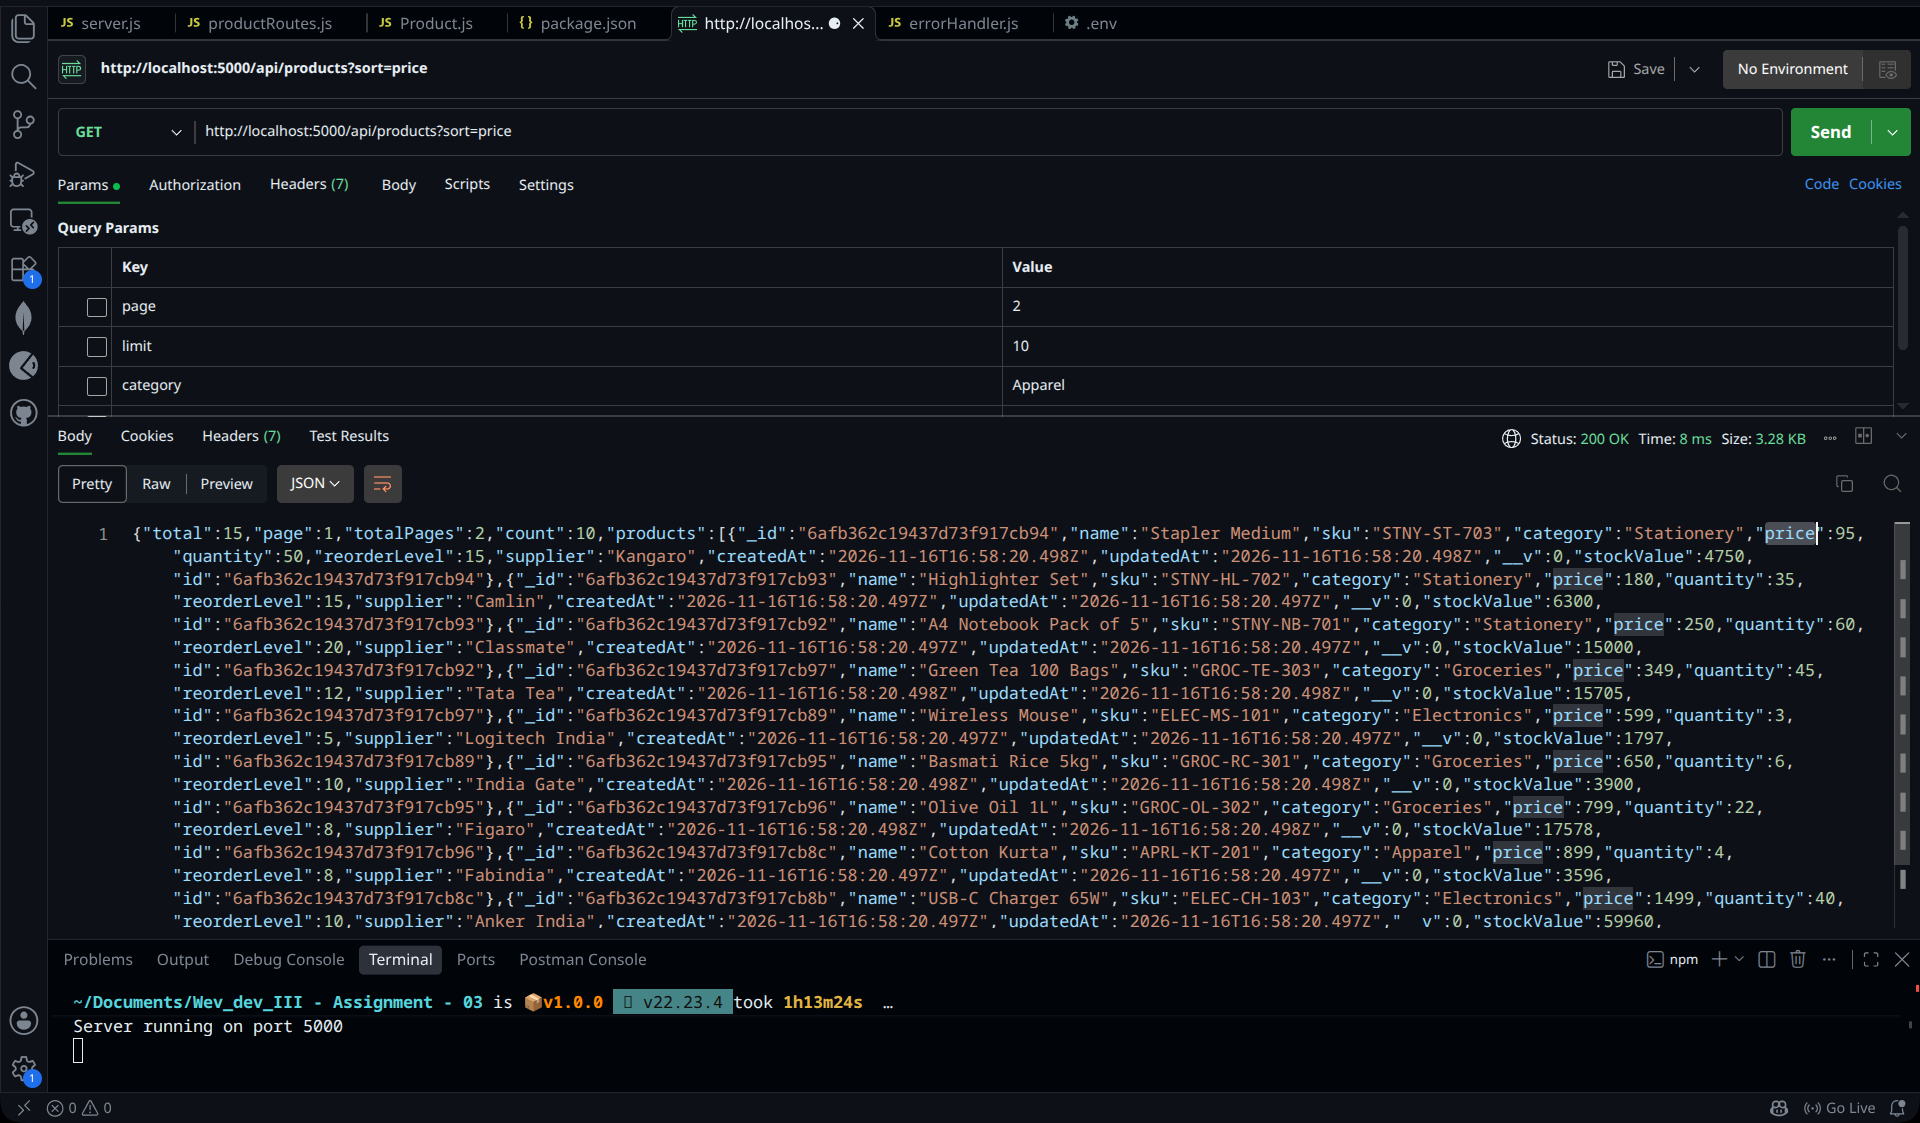 server.js
productRoutes.js
Product.js
package.json
http://localhos...
errorHandler.js
.env
http://localhost:5000/api/products?sort=price
Save
No Environment
GET
http://localhost:5000/api/products?sort=price
Send
Params
Authorization
Headers (7)
Body
Scripts
Settings
Code
Cookies
Query Params
Key
Value
page
2
limit
10
category
Apparel
Body
Cookies
Headers (7)
Test Results
Status: 200 OK Time: 8 ms Size: 3.28 KB
Pretty
Raw
Preview
JSON
1
{"total":15,"page":1,"totalPages":2,"count":10,"products":[{"_id":"6afb362c19437d73f917cb94","name":"Stapler Medium","sku":"STNY-ST-703","category":"Stationery","price":95,
"quantity":50,"reorderLevel":15,"supplier":"Kangaro","createdAt":"2026-11-16T16:58:20.498Z","updatedAt":"2026-11-16T16:58:20.498Z","__v":0,"stockValue":4750,
"id":"6afb362c19437d73f917cb94"},{"_id":"6afb362c19437d73f917cb93","name":"Highlighter Set","sku":"STNY-HL-702","category":"Stationery","price":180,"quantity":35,
"reorderLevel":15,"supplier":"Camlin","createdAt":"2026-11-16T16:58:20.497Z","updatedAt":"2026-11-16T16:58:20.497Z","__v":0,"stockValue":6300,
"id":"6afb362c19437d73f917cb93"},{"_id":"6afb362c19437d73f917cb92","name":"A4 Notebook Pack of 5","sku":"STNY-NB-701","category":"Stationery","price":250,"quantity":60,
"reorderLevel":20,"supplier":"Classmate","createdAt":"2026-11-16T16:58:20.497Z","updatedAt":"2026-11-16T16:58:20.497Z","__v":0,"stockValue":15000,
"id":"6afb362c19437d73f917cb92"},{"_id":"6afb362c19437d73f917cb97","name":"Green Tea 100 Bags","sku":"GROC-TE-303","category":"Groceries","price":349,"quantity":45,
"reorderLevel":12,"supplier":"Tata Tea","createdAt":"2026-11-16T16:58:20.498Z","updatedAt":"2026-11-16T16:58:20.498Z","__v":0,"stockValue":15705,
"id":"6afb362c19437d73f917cb97"},{"_id":"6afb362c19437d73f917cb89","name":"Wireless Mouse","sku":"ELEC-MS-101","category":"Electronics","price":599,"quantity":3,
"reorderLevel":5,"supplier":"Logitech India","createdAt":"2026-11-16T16:58:20.497Z","updatedAt":"2026-11-16T16:58:20.497Z","__v":0,"stockValue":1797,
"id":"6afb362c19437d73f917cb89"},{"_id":"6afb362c19437d73f917cb95","name":"Basmati Rice 5kg","sku":"GROC-RC-301","category":"Groceries","price":650,"quantity":6,
"reorderLevel":10,"supplier":"India Gate","createdAt":"2026-11-16T16:58:20.498Z","updatedAt":"2026-11-16T16:58:20.498Z","__v":0,"stockValue":3900,
"id":"6afb362c19437d73f917cb95"},{"_id":"6afb362c19437d73f917cb96","name":"Olive Oil 1L","sku":"GROC-OL-302","category":"Groceries","price":799,"quantity":22,
"reorderLevel":8,"supplier":"Figaro","createdAt":"2026-11-16T16:58:20.498Z","updatedAt":"2026-11-16T16:58:20.498Z","__v":0,"stockValue":17578,
"id":"6afb362c19437d73f917cb96"},{"_id":"6afb362c19437d73f917cb8c","name":"Cotton Kurta","sku":"APRL-KT-201","category":"Apparel","price":899,"quantity":4,
"reorderLevel":8,"supplier":"Fabindia","createdAt":"2026-11-16T16:58:20.497Z","updatedAt":"2026-11-16T16:58:20.497Z","__v":0,"stockValue":3596,
"id":"6afb362c19437d73f917cb8c"},{"_id":"6afb362c19437d73f917cb8b","name":"USB-C Charger 65W","sku":"ELEC-CH-103","category":"Electronics","price":1499,"quantity":40,
"reorderLevel":10,"supplier":"Anker India","createdAt":"2026-11-16T16:58:20.497Z","updatedAt":"2026-11-16T16:58:20.497Z","__v":0,"stockValue":59960,
Problems
Output
Debug Console
Terminal
Ports
Postman Console
npm
~/Documents/Wev_dev_III - Assignment - 03 is 📦v1.0.0 v22.23.4 took 1h13m24s …
Server running on port 5000
0 0
Go Live